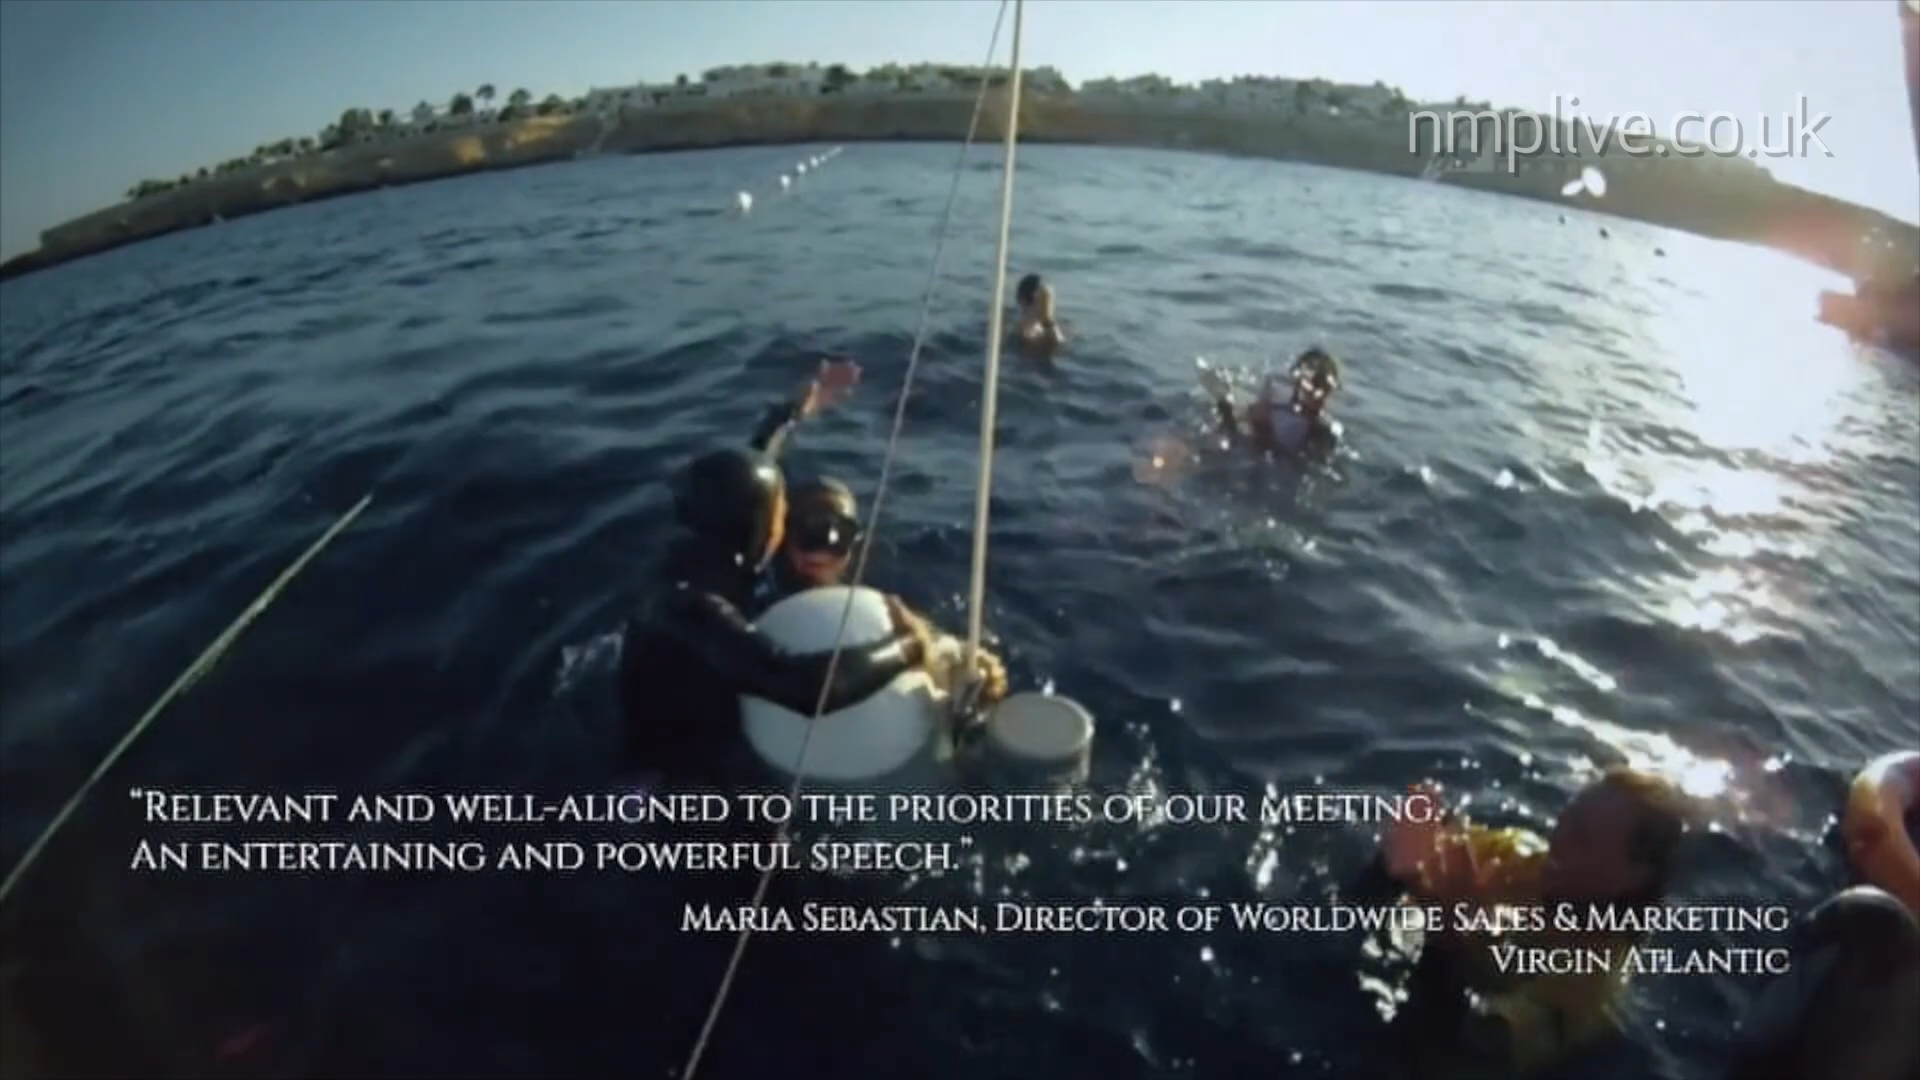 nmplive.co.uk
“Relevant and well-aligned to the priorities of our meeting.
An entertaining and powerful speech.”
Maria Sebastian, Director of Worldwide Sales & Marketing
Virgin Atlantic